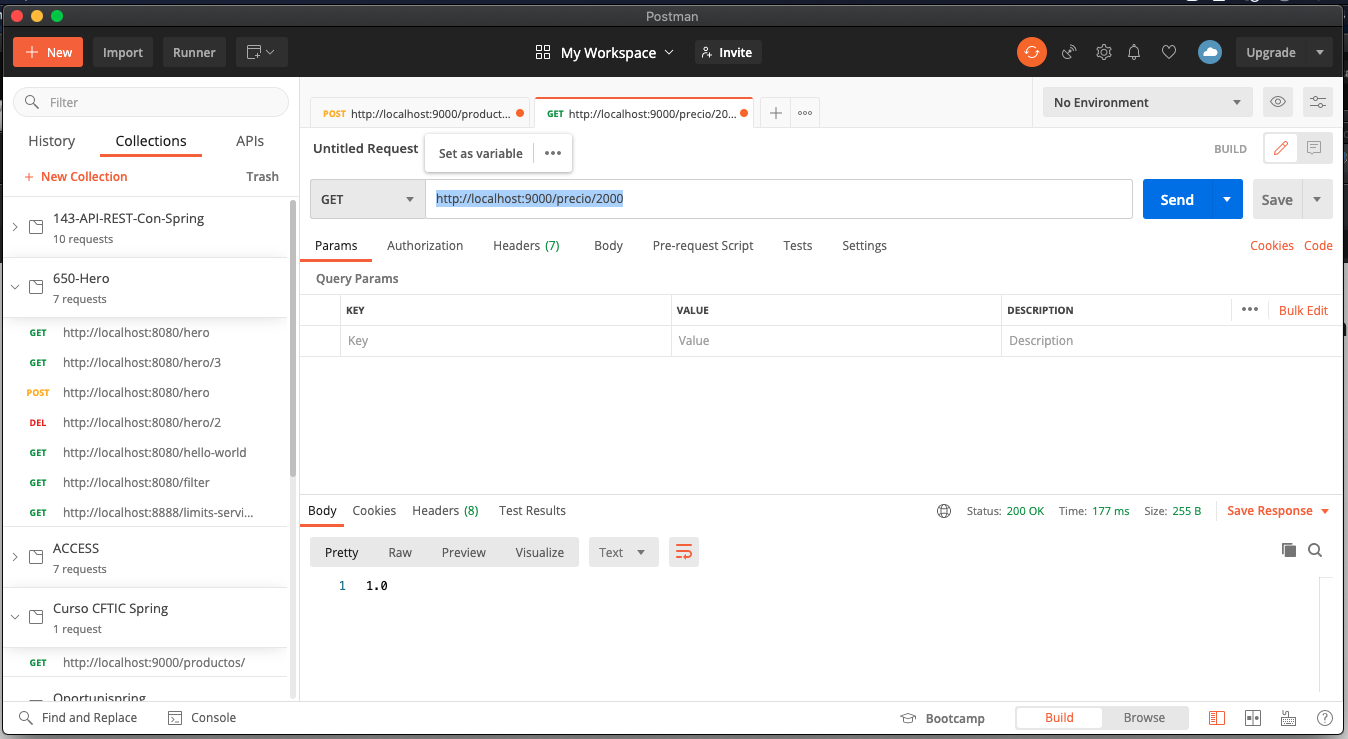 Postman
New
Import
Runner
My Workspace
Invite
Upgrade
Filter
History
Collections
APIs
New Collection
Trash
143-API-REST-Con-Spring
10 requests
650-Hero
7 requests
GET http://localhost:8080/hero
GET http://localhost:8080/hero/3
POST http://localhost:8080/hero
DEL http://localhost:8080/hero/2
GET http://localhost:8080/hello-world
GET http://localhost:8080/filter
GET http://localhost:8888/limits-servi...
ACCESS
7 requests
Curso CFTIC Spring
1 request
GET http://localhost:9000/productos/
Oportunispring
POST http://localhost:9000/product...
GET http://localhost:9000/precio/20...
No Environment
Untitled Request
Set as variable
BUILD
GET
http://localhost:9000/precio/2000
Send
Save
Params
Authorization
Headers (7)
Body
Pre-request Script
Tests
Settings
Cookies
Code
Query Params
KEY
VALUE
DESCRIPTION
Bulk Edit
Key
Value
Description
Body
Cookies
Headers (8)
Test Results
Status: 200 OK
Time: 177 ms
Size: 255 B
Save Response
Pretty
Raw
Preview
Visualize
Text
1 1.0
Find and Replace
Console
Bootcamp
Build
Browse